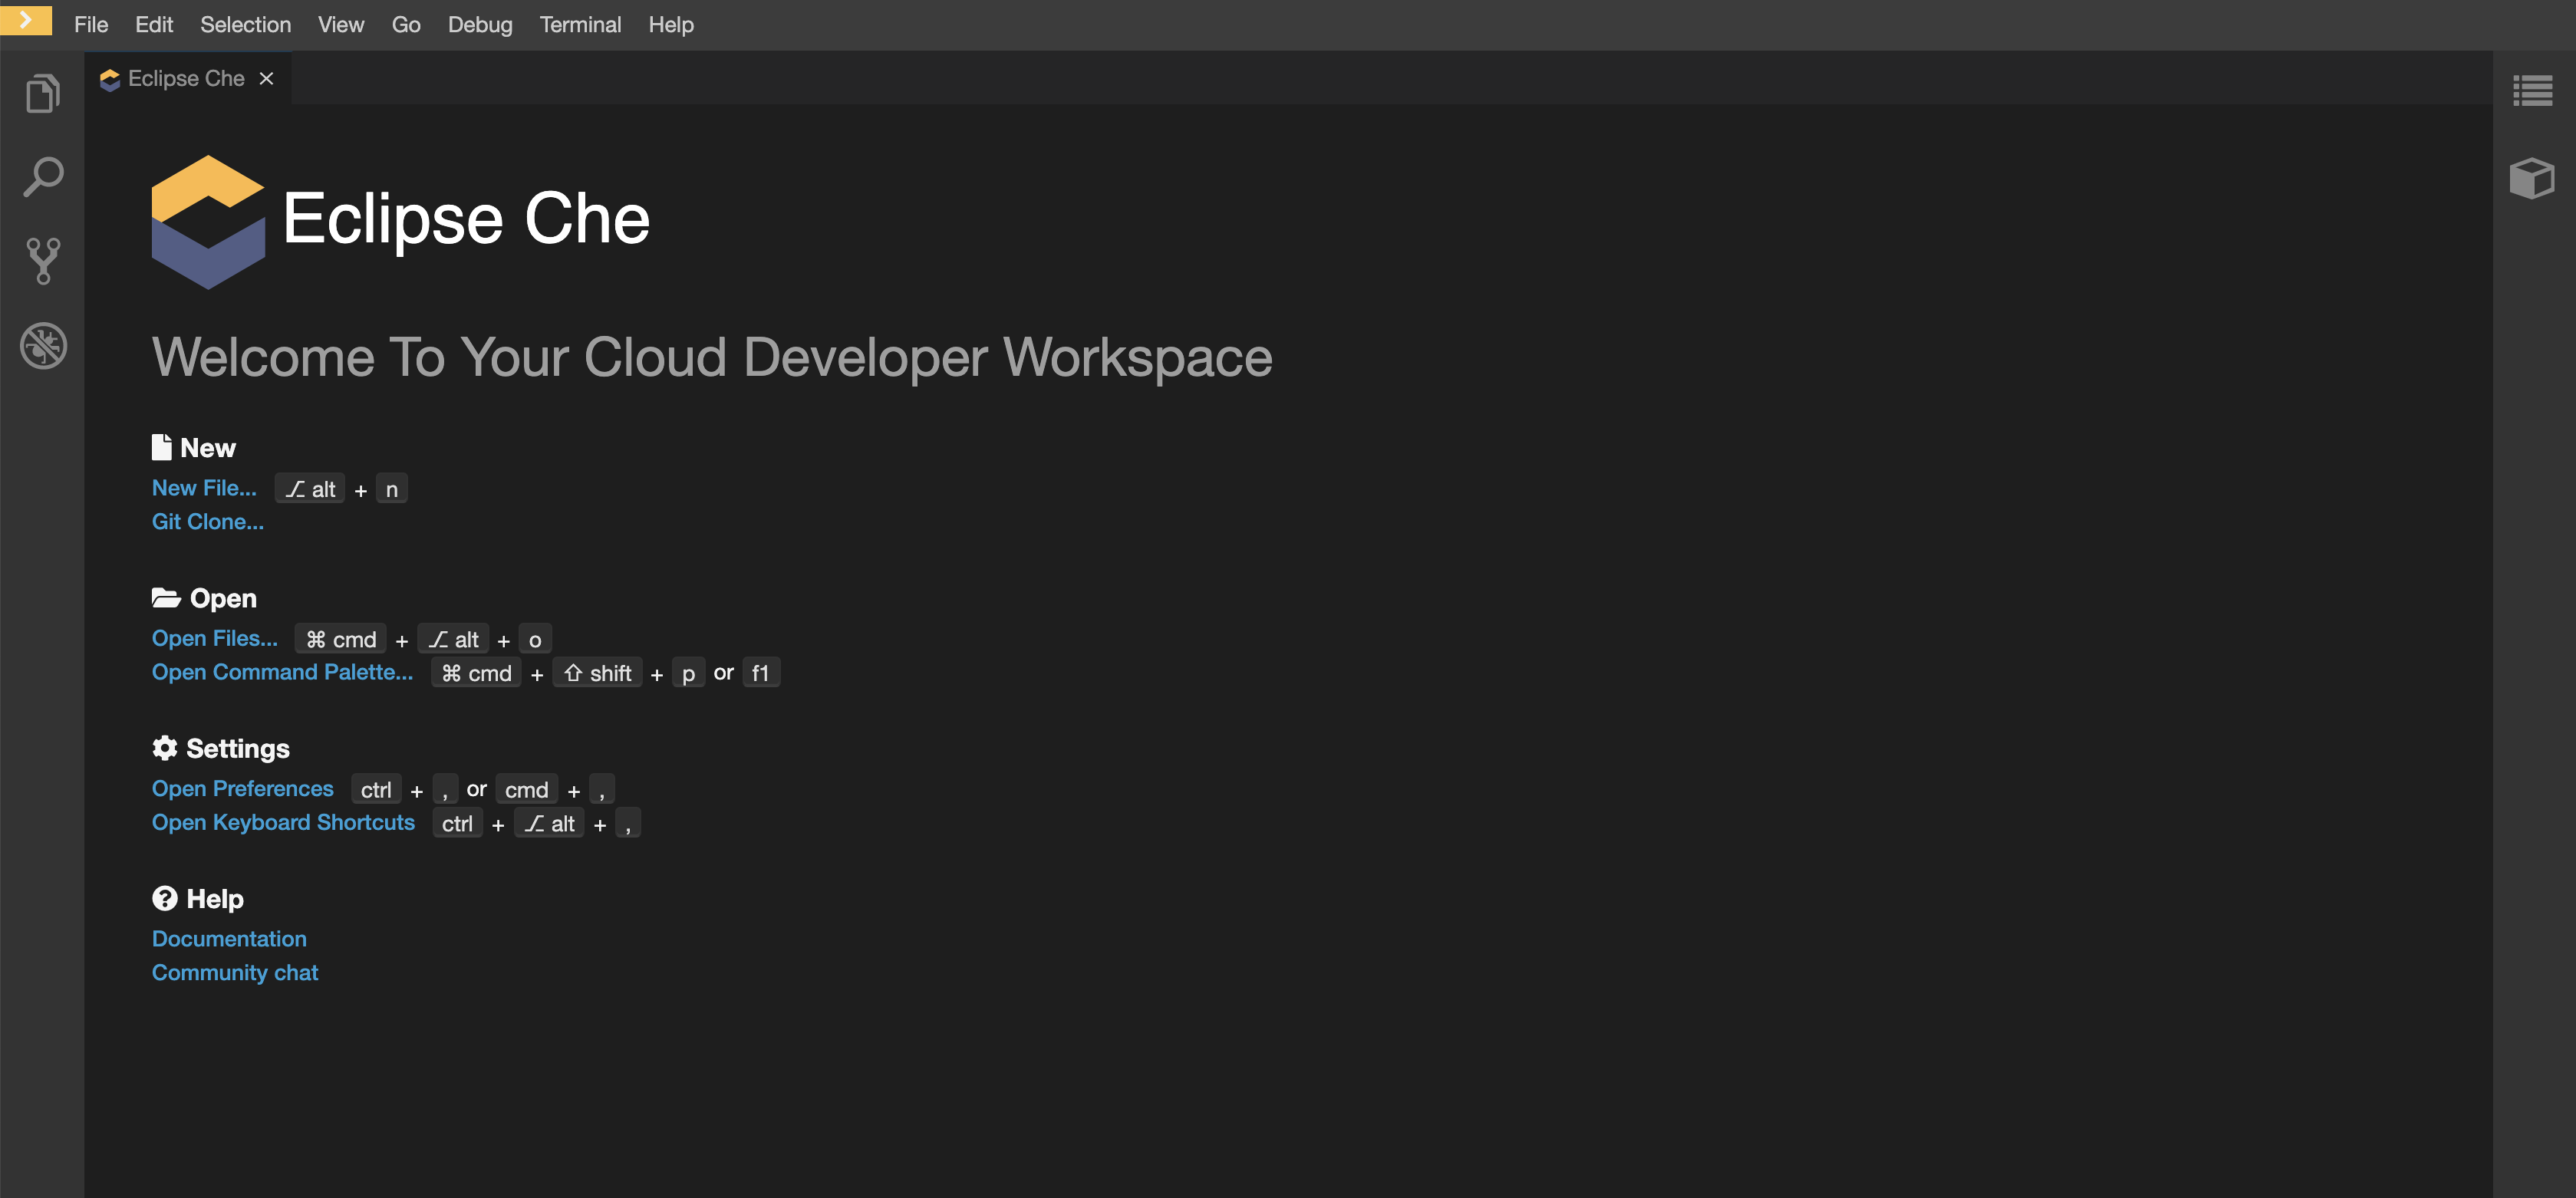 File Edit Selection View Go Debug Terminal Help
Eclipse Che
Eclipse Che
Welcome To Your Cloud Developer Workspace
New
New File... ⌥ alt + n
Git Clone...
Open
Open Files... ⌘ cmd + ⌥ alt + o
Open Command Palette... ⌘ cmd + ⇧ shift + p or f1
Settings
Open Preferences ctrl + , or cmd + ,
Open Keyboard Shortcuts ctrl + ⌥ alt + ,
Help
Documentation
Community chat